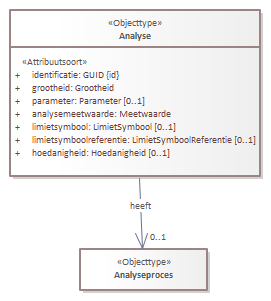 «Objecttype»
Analyse
«Attribuutsoort»
+ identificatie: GUID {id}
+ grootheid: Grootheid
+ parameter: Parameter [0..1]
+ analysemeetwaarde: Meetwaarde
+ limietsymbool: LimietSymbool [0..1]
+ limietsymboolreferentie: LimietSymboolReferentie [0..1]
+ hoedanigheid: Hoedanigheid [0..1]
heeft
0..1
«Objecttype»
Analyseproces